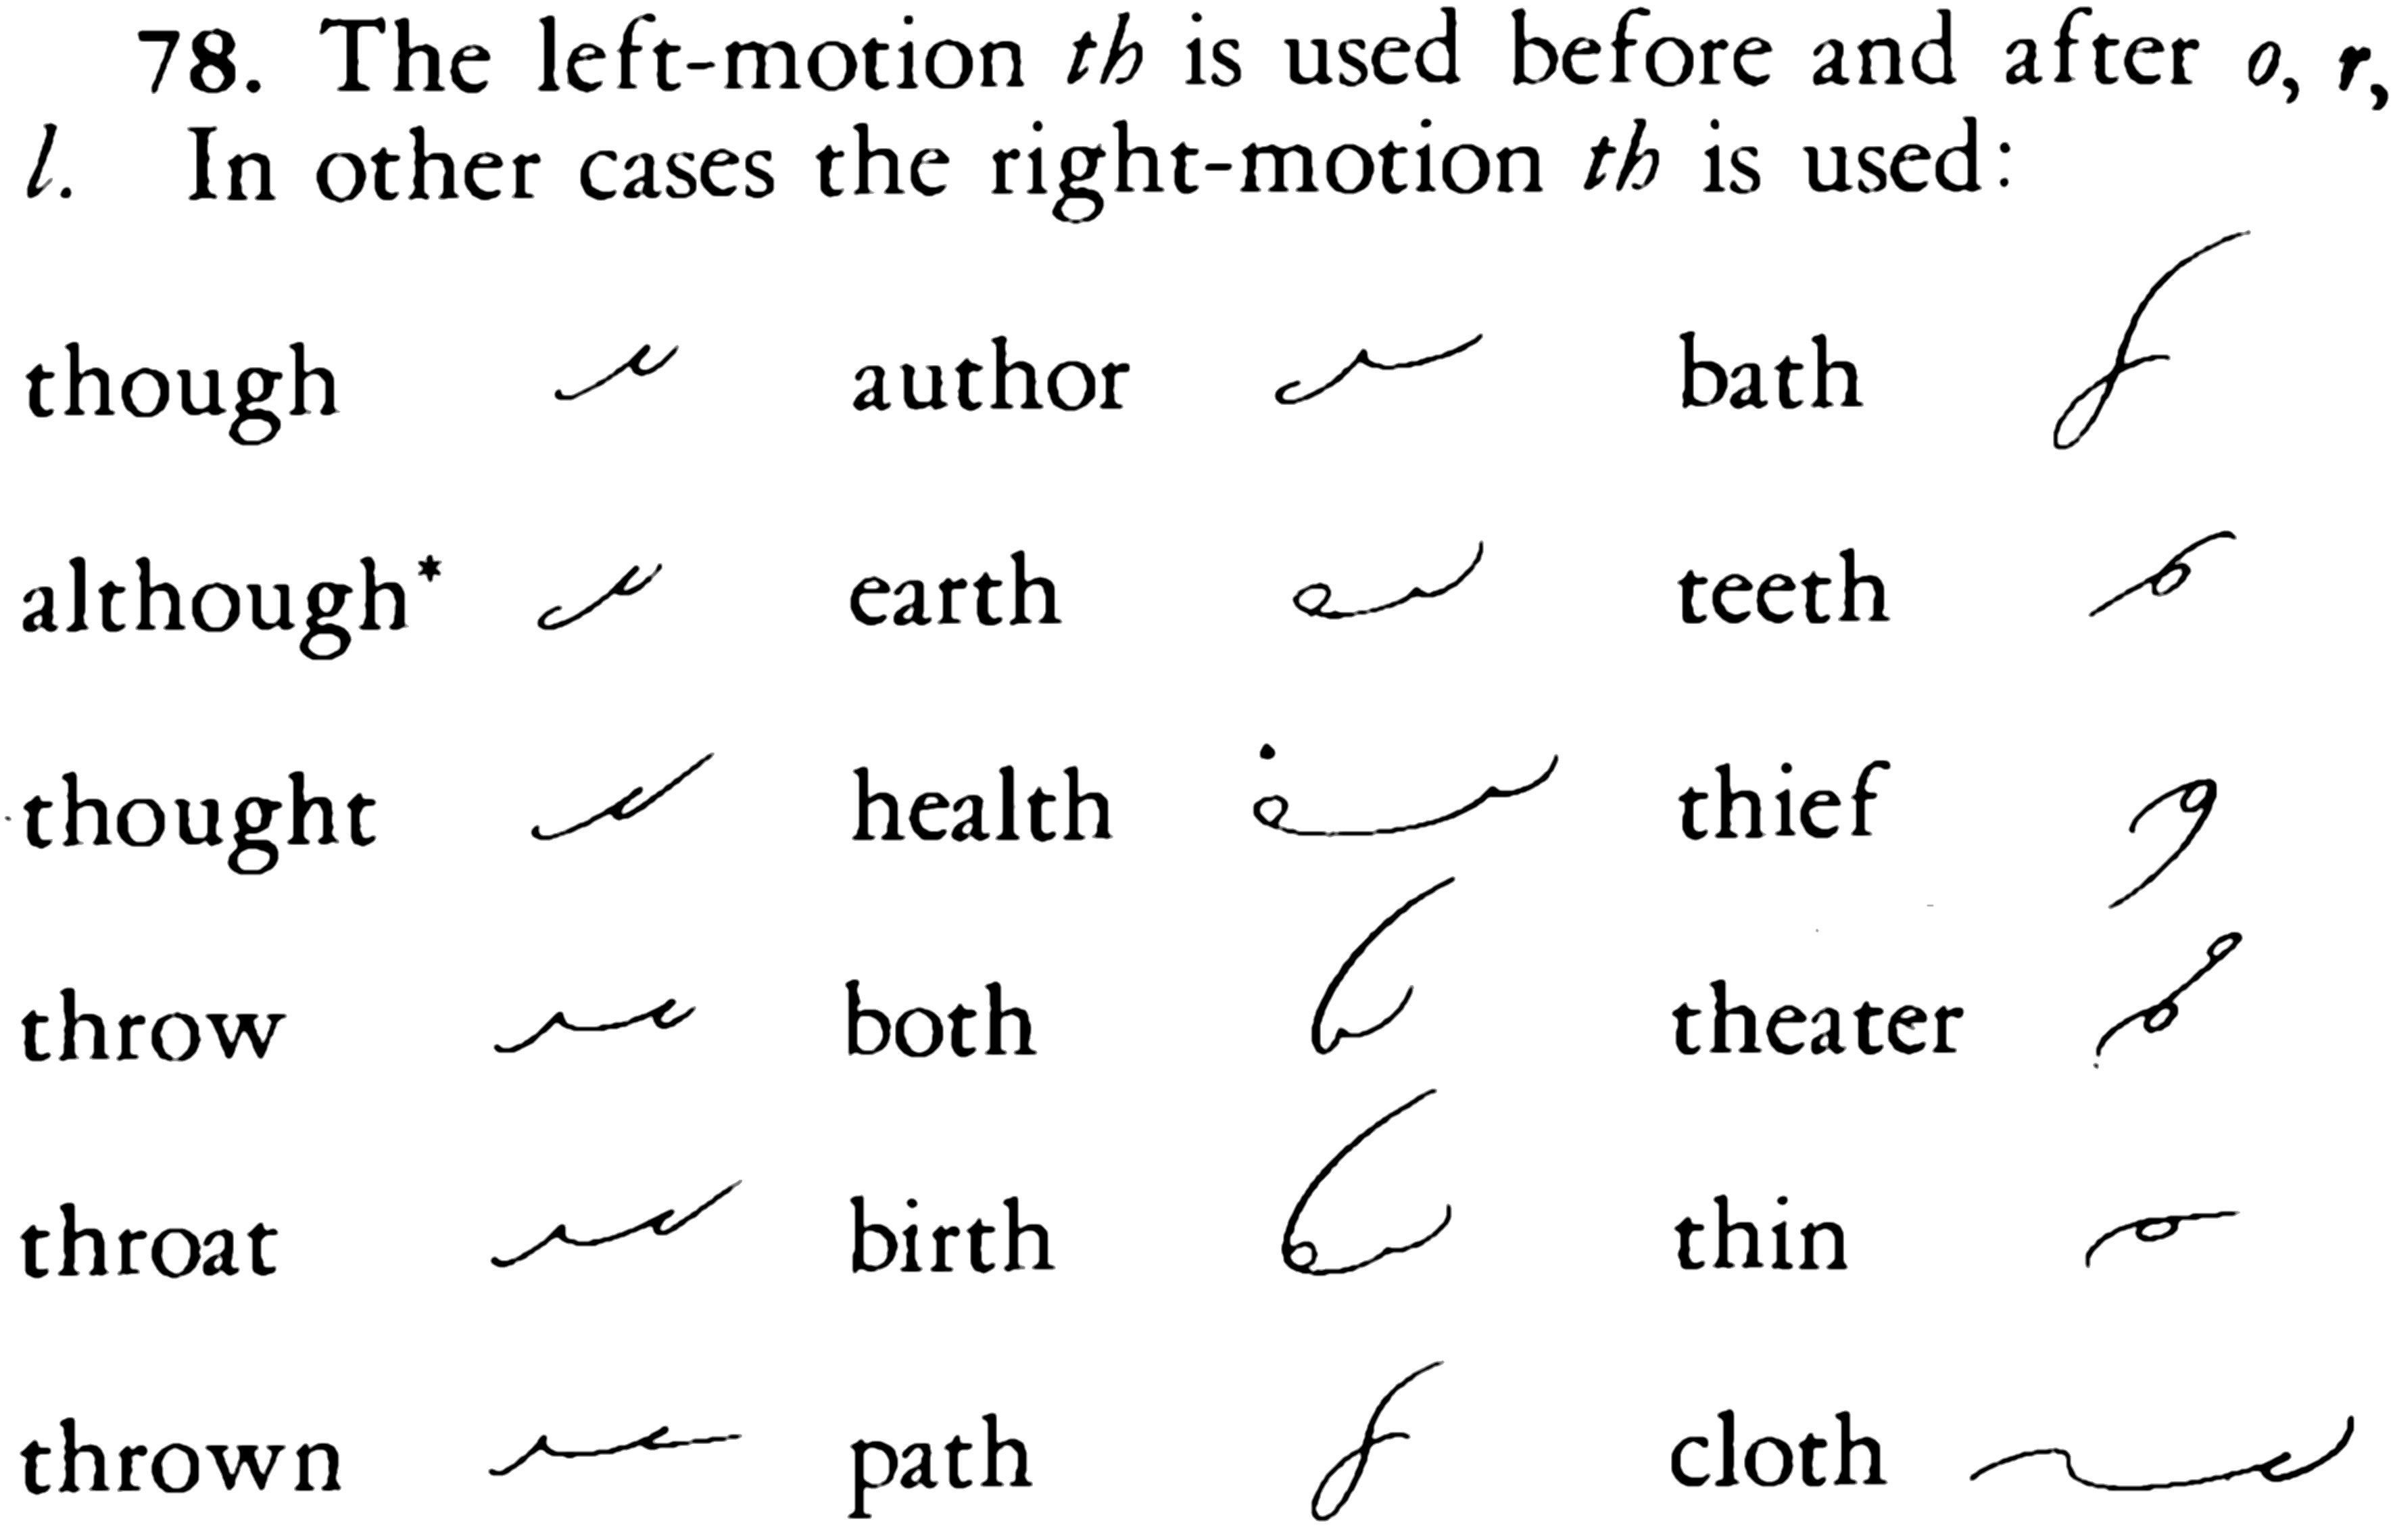 78. The left-motion th is used before and after o, r,
l. In other cases the right-motion th is used:
though author bath
although* earth teeth
thought health thief
throw both theater
throat birth thin
thrown path cloth